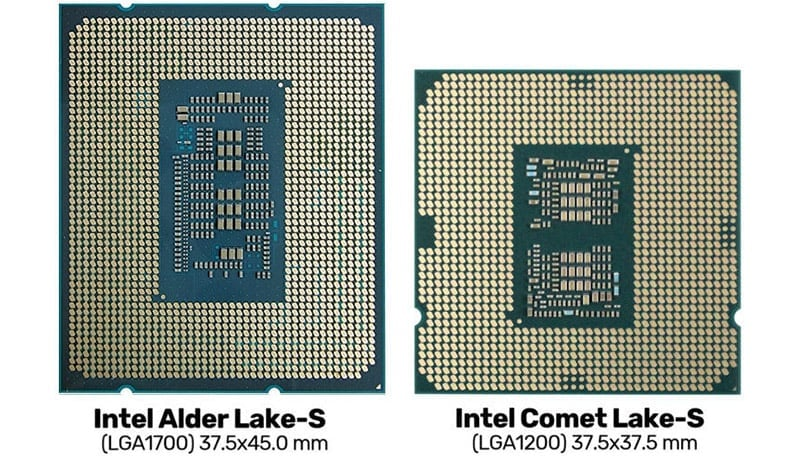 Intel Alder Lake-S
(LGA1700) 37.5x45.0 mm
Intel Comet Lake-S
(LGA1200) 37.5x37.5 mm